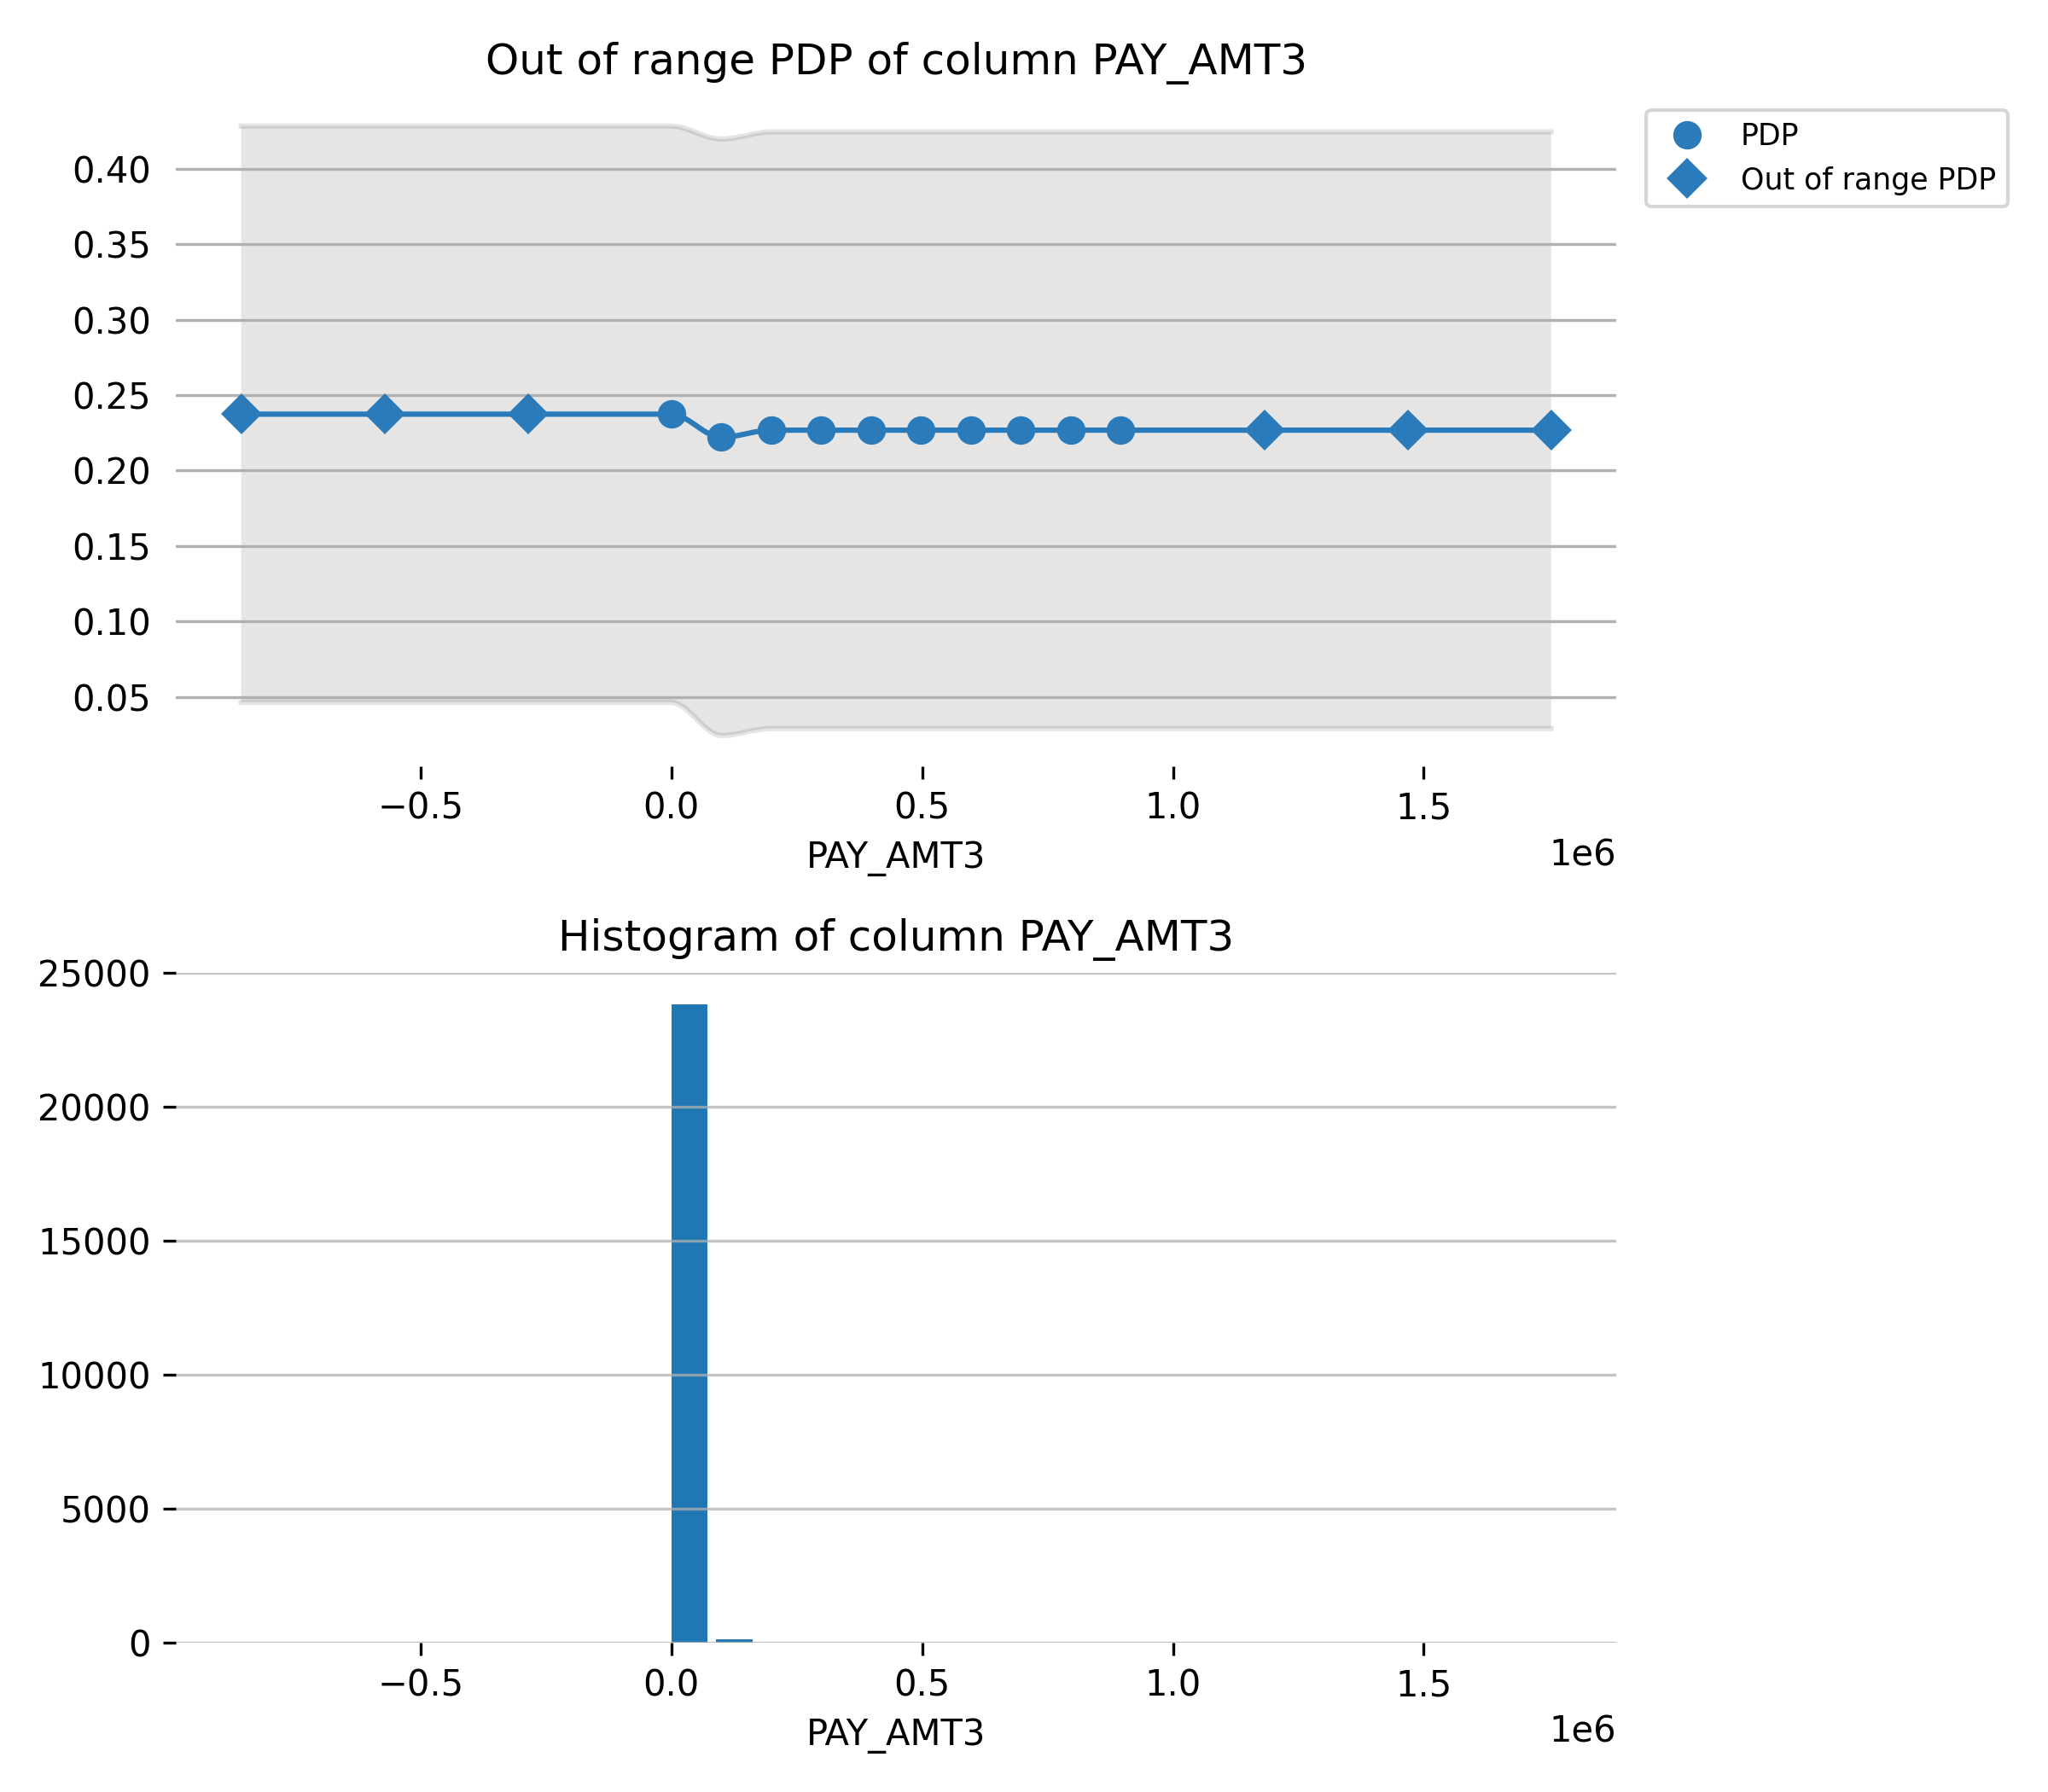 Out of range PDP of column PAY_AMT3
PDP
Out of range PDP
0.40
0.35
0.30
0.25
0.20
0.15
0.10
0.05
−0.5 0.0 0.5 1.0 1.5
PAY_AMT3
1e6
Histogram of column PAY_AMT3
25000
20000
15000
10000
5000
0
−0.5 0.0 0.5 1.0 1.5
PAY_AMT3
1e6